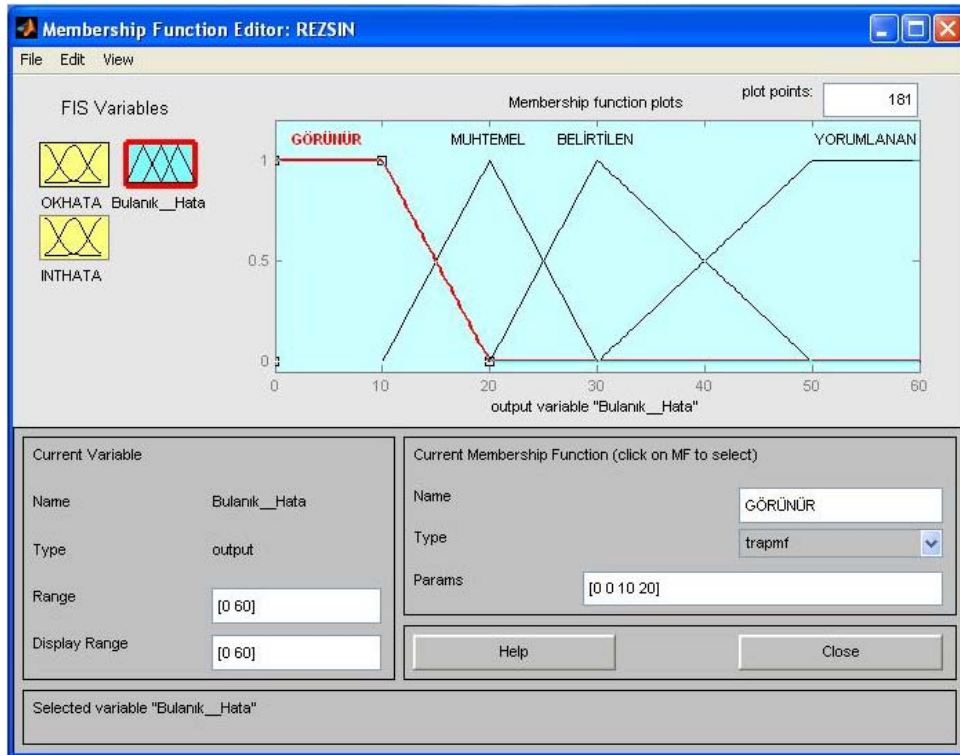 Membership Function Editor: REZSIN
File Edit View
FIS Variables
OKHATA
Bulanık__Hata
INTHATA
Membership function plots
plot points:
181
GÖRÜNÜR
MUHTEMEL
BELİRTİLEN
YORUMLANAN
1
0.5
0
0 10 20 30 40 50 60
output variable "Bulanık__Hata"
Current Variable
Name Bulanık__Hata
Type output
Range [0 60]
Display Range [0 60]
Current Membership Function (click on MF to select)
Name GÖRÜNÜR
Type trapmf
Params [0 0 10 20]
Help
Close
Selected variable "Bulanık__Hata"